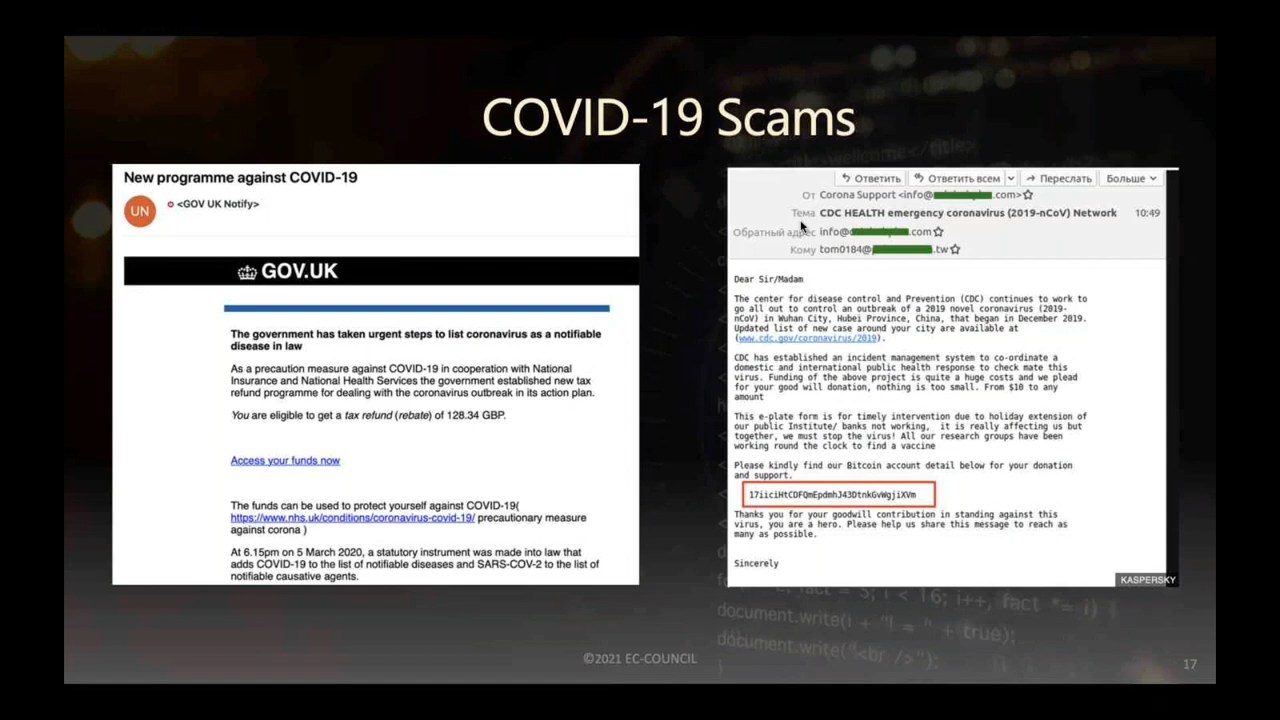 COVID-19 Scams
New programme against COVID-19
UN
<GOV UK Notify>
GOV.UK
The government has taken urgent steps to list coronavirus as a notifiable
disease in law
As a precaution measure against COVID-19 in cooperation with National
Insurance and National Health Services the government established new tax
refund programme for dealing with the coronavirus outbreak in its action plan.
You are eligible to get a tax refund (rebate) of 128.34 GBP.
Access your funds now
The funds can be used to protect yourself against COVID-19(
https://www.nhs.uk/conditions/coronavirus-covid-19/ precautionary measure
against corona )
At 6.15pm on 5 March 2020, a statutory instrument was made into law that
adds COVID-19 to the list of notifiable diseases and SARS-COV-2 to the list of
notifiable causative agents.
Ответить Ответить всем Переслать Больше
От Corona Support <info@ .com>
Тема CDC HEALTH emergency coronavirus (2019-nCoV) Network 10:49
Обратный адрес info@ .com
Кому tom0184@ .tw
Dear Sir/Madam
The center for disease control and Prevention (CDC) continues to work to
go all out to control an outbreak of a 2019 novel coronavirus (2019-
nCoV) in Wuhan City, Hubei Province, China, that began in December 2019.
Updated list of new case around your city are available at
(www.cdc.gov/coronavirus/2019).
CDC has established an incident management system to co-ordinate a
domestic and international public health response to check mate this
virus. Funding of the above project is quite a huge costs and we plead
for your good will donation, nothing is too small. From $10 to any
amount
This e-plate form is for timely intervention due to holiday extension of
our public Institute/ banks not working, it is really affecting us but
together, we must stop the virus! All our research groups have been
working round the clock to find a vaccine
Please kindly find our Bitcoin account detail below for your donation
and support.
17iiciHtCDFQmEpdmhJ43DtnkGvWgjiXVm
Thanks you for your goodwill contribution in standing against this
virus, you are a hero. Please help us share this message to reach as
many as possible.
Sincerely
KASPERSKY
document.write(i + "! = " + true);
document.write("<br />");
©2021 EC-COUNCIL
17